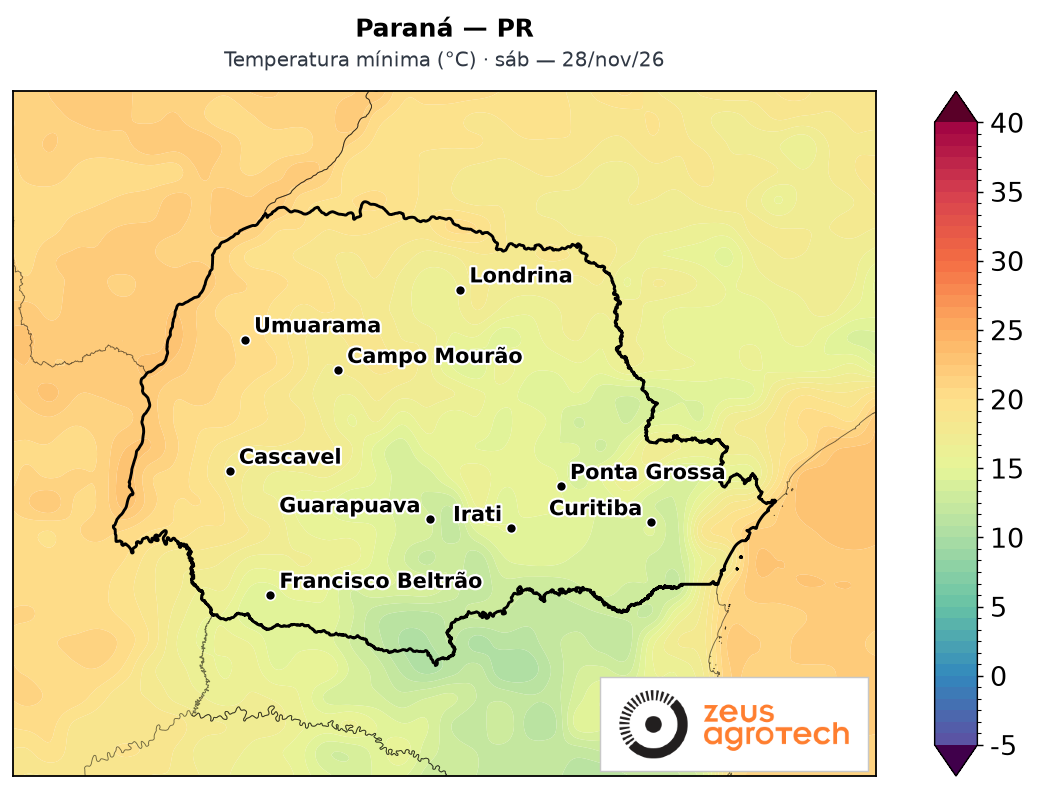 Paraná — PR
Temperatura mínima (°C) · sáb — 28/nov/26
Londrina
Umuarama
Campo Mourão
Cascavel
Ponta Grossa
Guarapuava
Irati
Curitiba
Francisco Beltrão
zeus
agrotech
40
35
30
25
20
15
10
5
0
-5